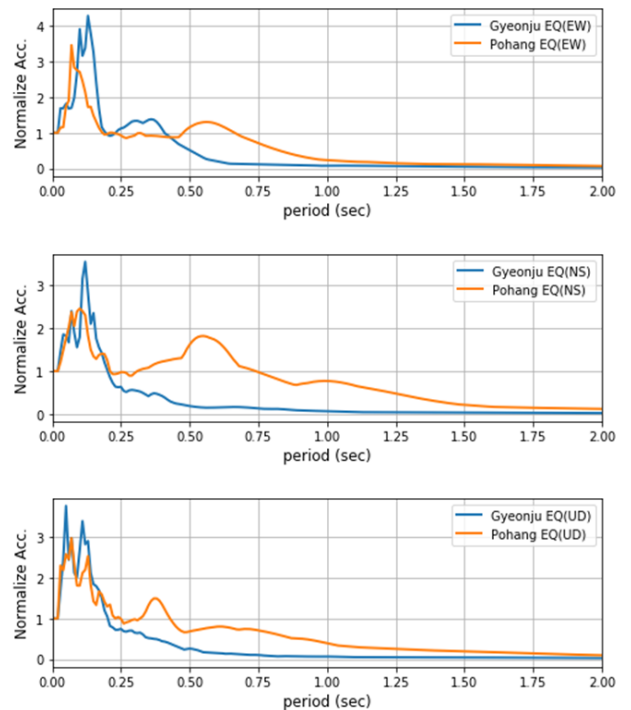 Normalize Acc.
4
3
2
1
0
Gyeonju EQ(EW)
Pohang EQ(EW)
0.00 0.25 0.50 0.75 1.00 1.25 1.50 1.75 2.00
period (sec)
Normalize Acc.
3
2
1
0
Gyeonju EQ(NS)
Pohang EQ(NS)
0.00 0.25 0.50 0.75 1.00 1.25 1.50 1.75 2.00
period (sec)
Normalize Acc.
3
2
1
0
Gyeonju EQ(UD)
Pohang EQ(UD)
0.00 0.25 0.50 0.75 1.00 1.25 1.50 1.75 2.00
period (sec)